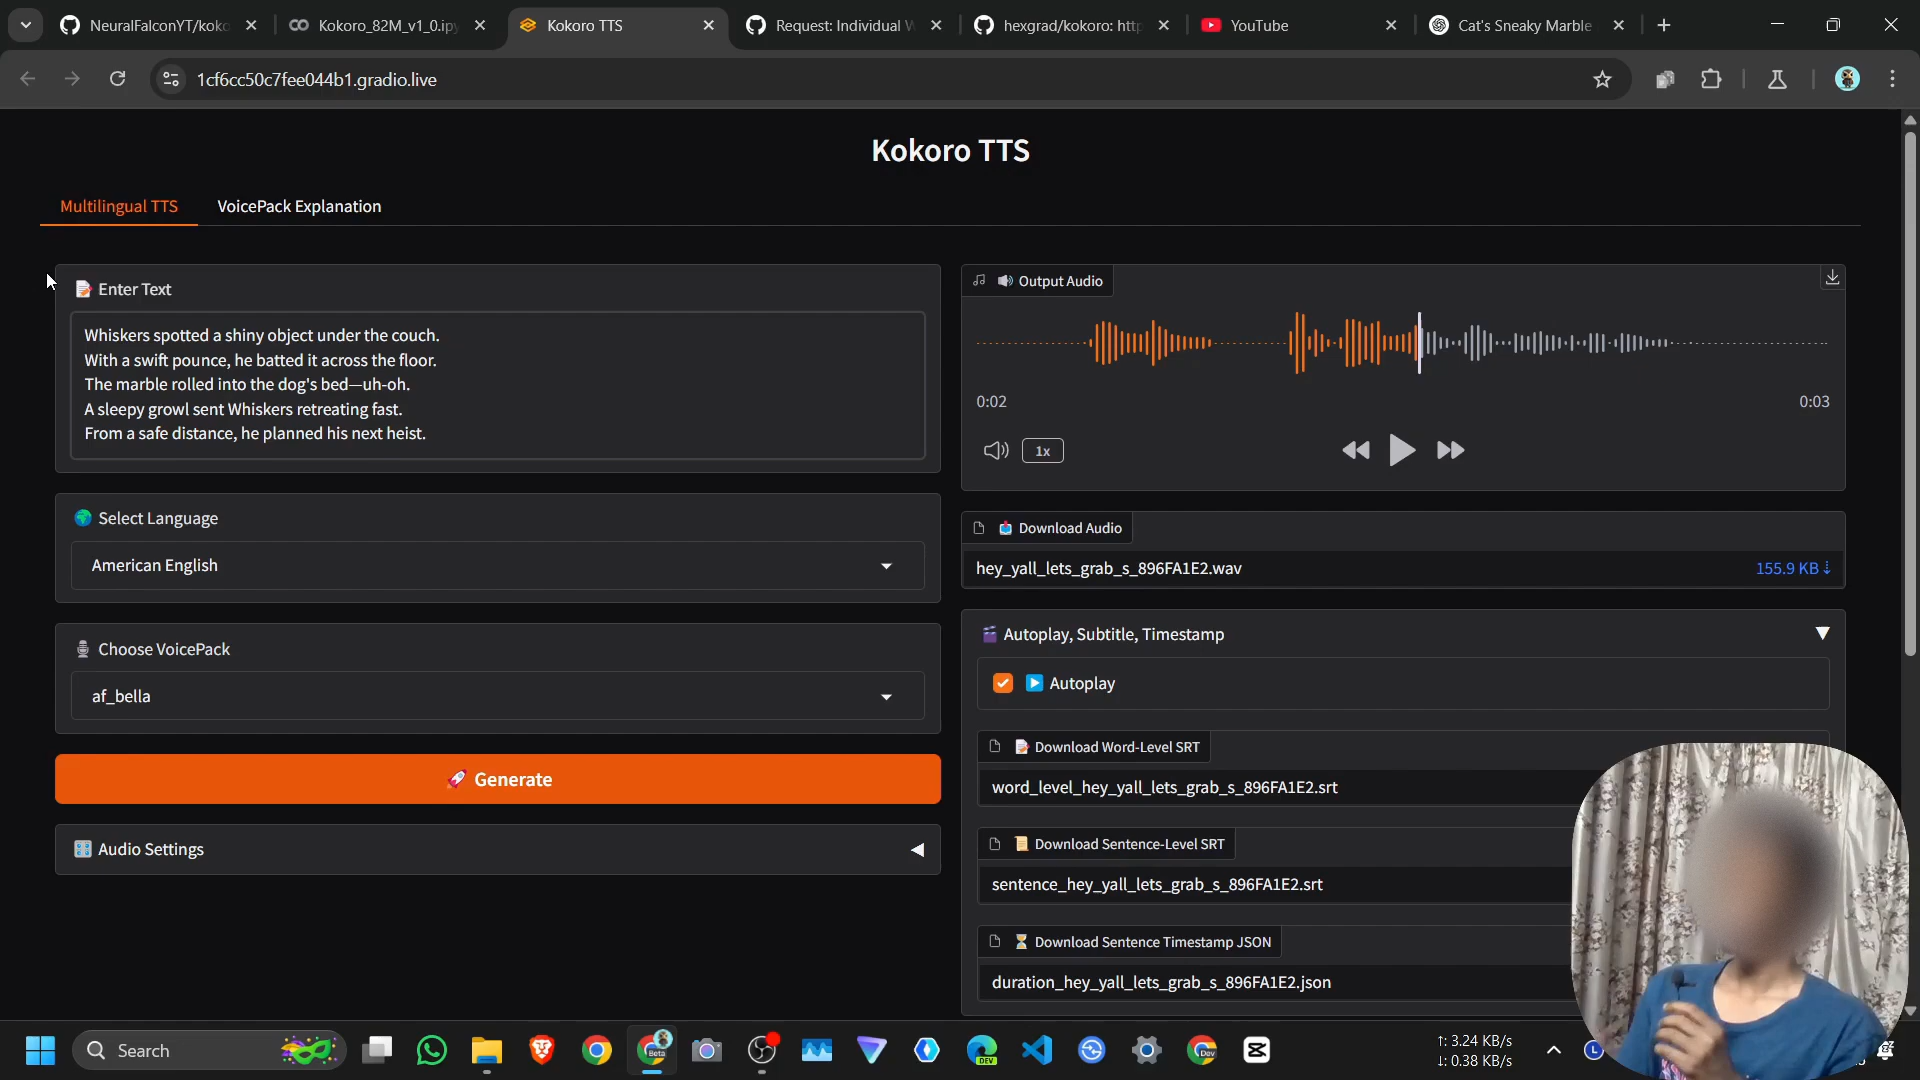 NeuralFalconYT/koko
Kokoro_82M_v1_0.ipy
Kokoro TTS
Request: Individual W
hexgrad/kokoro: http
YouTube
Cat's Sneaky Marble
1cf6cc50c7fee044b1.gradio.live
Kokoro TTS
Multilingual TTS
VoicePack Explanation
Enter Text
Whiskers spotted a shiny object under the couch.
With a swift pounce, he batted it across the floor.
The marble rolled into the dog's bed—uh-oh.
A sleepy growl sent Whiskers retreating fast.
From a safe distance, he planned his next heist.
Select Language
American English
Choose VoicePack
af_bella
Generate
Audio Settings
Output Audio
0:02
0:03
1x
Download Audio
hey_yall_lets_grab_s_896FA1E2.wav
155.9 KB ⇣
Autoplay, Subtitle, Timestamp
Autoplay
Download Word-Level SRT
word_level_hey_yall_lets_grab_s_896FA1E2.srt
Download Sentence-Level SRT
sentence_hey_yall_lets_grab_s_896FA1E2.srt
Download Sentence Timestamp JSON
duration_hey_yall_lets_grab_s_896FA1E2.json
Search
Beta
DEV
Dev
↑: 3.24 KB/s
↓: 0.38 KB/s
L